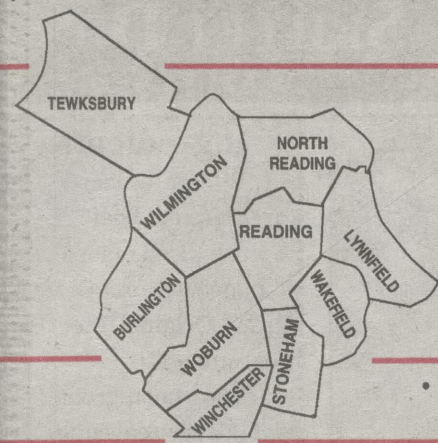 TEWKSBURY
WILMINGTON
NORTH
READING
READING
LYNNFIELD
BURLINGTON
WAKEFIELD
WOBURN
STONEHAM
WINCHESTER